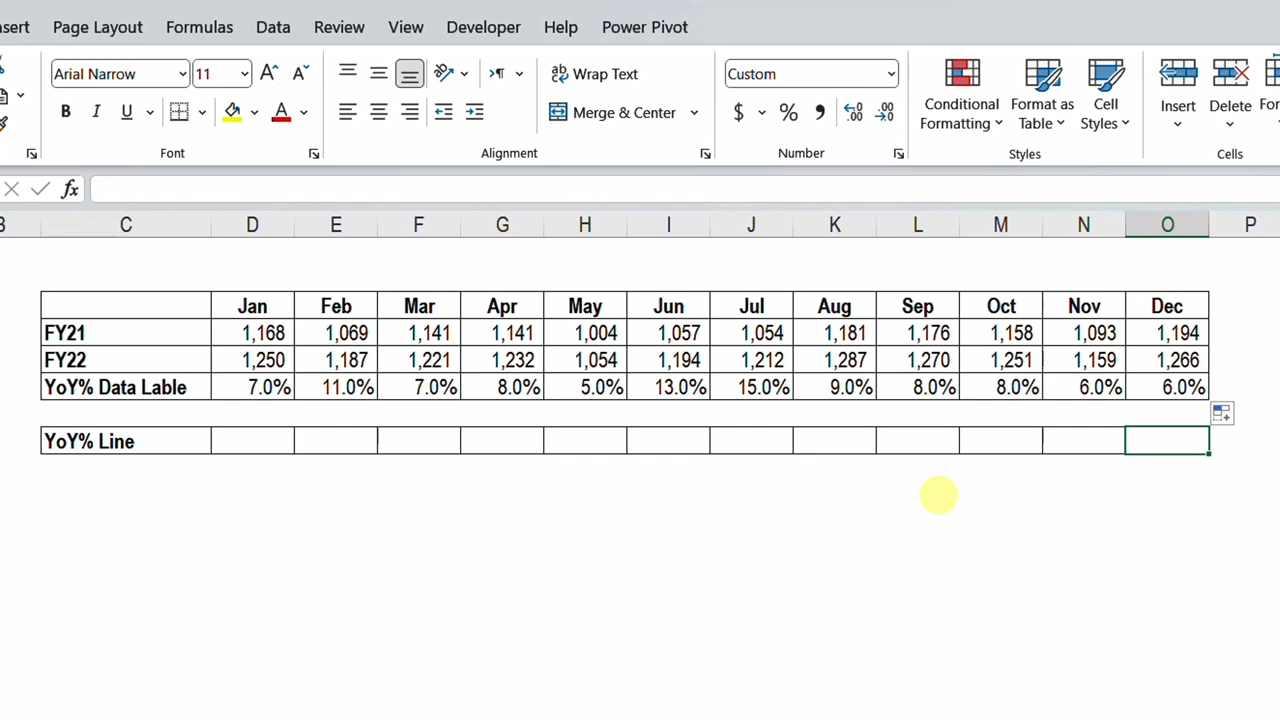 sert Page Layout Formulas Data Review View Developer Help Power Pivot
Arial Narrow 11 A A ab Wrap Text Custom
B I U A Merge & Center $ % , .00 .00
Conditional Formatting Format as Table Cell Styles Insert Delete For
Font Alignment Number Styles Cells
fx
B C D E F G H I J K L M N O P
Jan Feb Mar Apr May Jun Jul Aug Sep Oct Nov Dec
FY21 1,168 1,069 1,141 1,141 1,004 1,057 1,054 1,181 1,176 1,158 1,093 1,194
FY22 1,250 1,187 1,221 1,232 1,054 1,194 1,212 1,287 1,270 1,251 1,159 1,266
YoY% Data Lable 7.0% 11.0% 7.0% 8.0% 5.0% 13.0% 15.0% 9.0% 8.0% 8.0% 6.0% 6.0%
YoY% Line